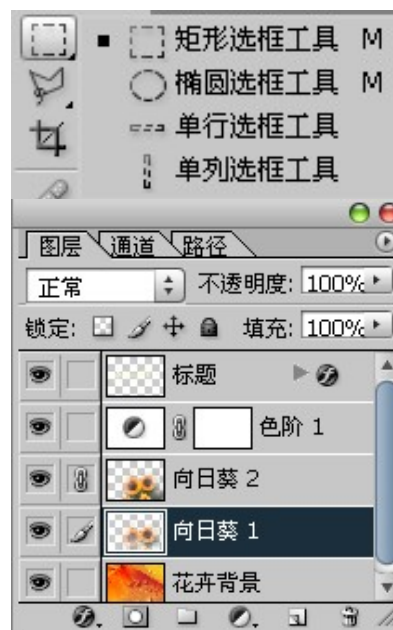 矩形选框工具 M
椭圆选框工具 M
单行选框工具
单列选框工具
图层 通道 路径
正常 不透明度: 100%
锁定: 填充: 100%
标题
色阶 1
向日葵 2
向日葵 1
花卉背景